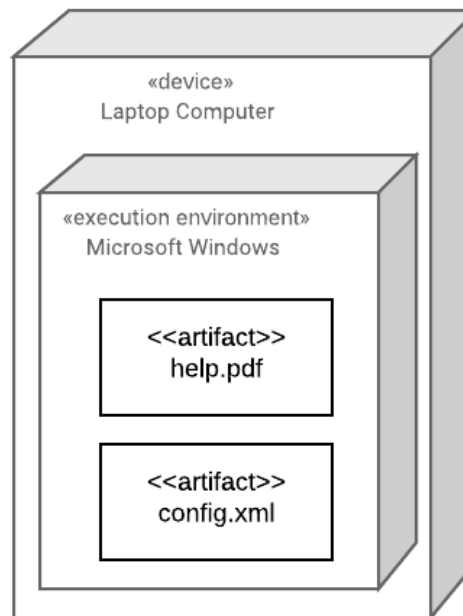 «device»
Laptop Computer
«execution environment»
Microsoft Windows
<<artifact>>
help.pdf
<<artifact>>
config.xml